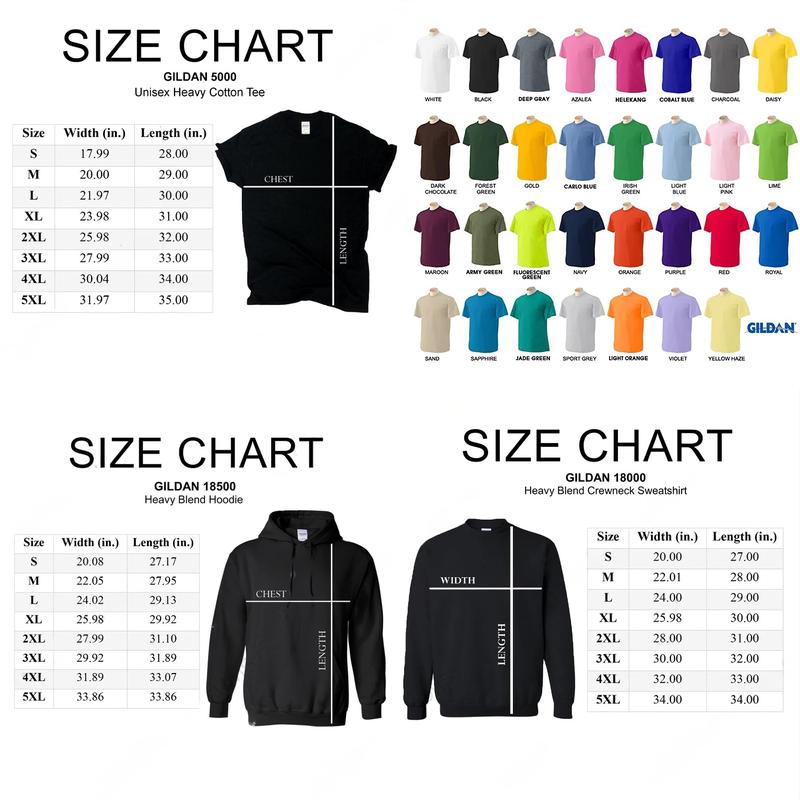 SIZE CHART
GILDAN 5000
Unisex Heavy Cotton Tee
Size Width (in.) Length (in.)
S 17.99 28.00
M 20.00 29.00
L 21.97 30.00
XL 23.98 31.00
2XL 25.98 32.00
3XL 27.99 33.00
4XL 30.04 34.00
5XL 31.97 35.00
CHEST
LENGTH
WHITE BLACK DEEP GRAY AZALEA HELEKANG COBALT BLUE CHARCOAL DAISY
DARK CHOCOLATE FOREST GREEN GOLD CARLO BLUE IRISH GREEN LIGHT BLUE LIGHT PINK LIME
MAROON ARMY GREEN FLUORESCENT GREEN NAVY ORANGE PURPLE RED ROYAL
SAND SAPPHIRE JADE GREEN SPORT GREY LIGHT ORANGE VIOLET YELLOW HAZE
GILDAN
SIZE CHART
GILDAN 18500
Heavy Blend Hoodie
Size Width (in.) Length (in.)
S 20.08 27.17
M 22.05 27.95
L 24.02 29.13
XL 25.98 29.92
2XL 27.99 31.10
3XL 29.92 31.89
4XL 31.89 33.07
5XL 33.86 33.86
CHEST
LENGTH
SIZE CHART
GILDAN 18000
Heavy Blend Crewneck Sweatshirt
WIDTH
LENGTH
Size Width (in.) Length (in.)
S 20.00 27.00
M 22.01 28.00
L 24.00 29.00
XL 25.98 30.00
2XL 28.00 31.00
3XL 30.00 32.00
4XL 32.00 33.00
5XL 34.00 34.00